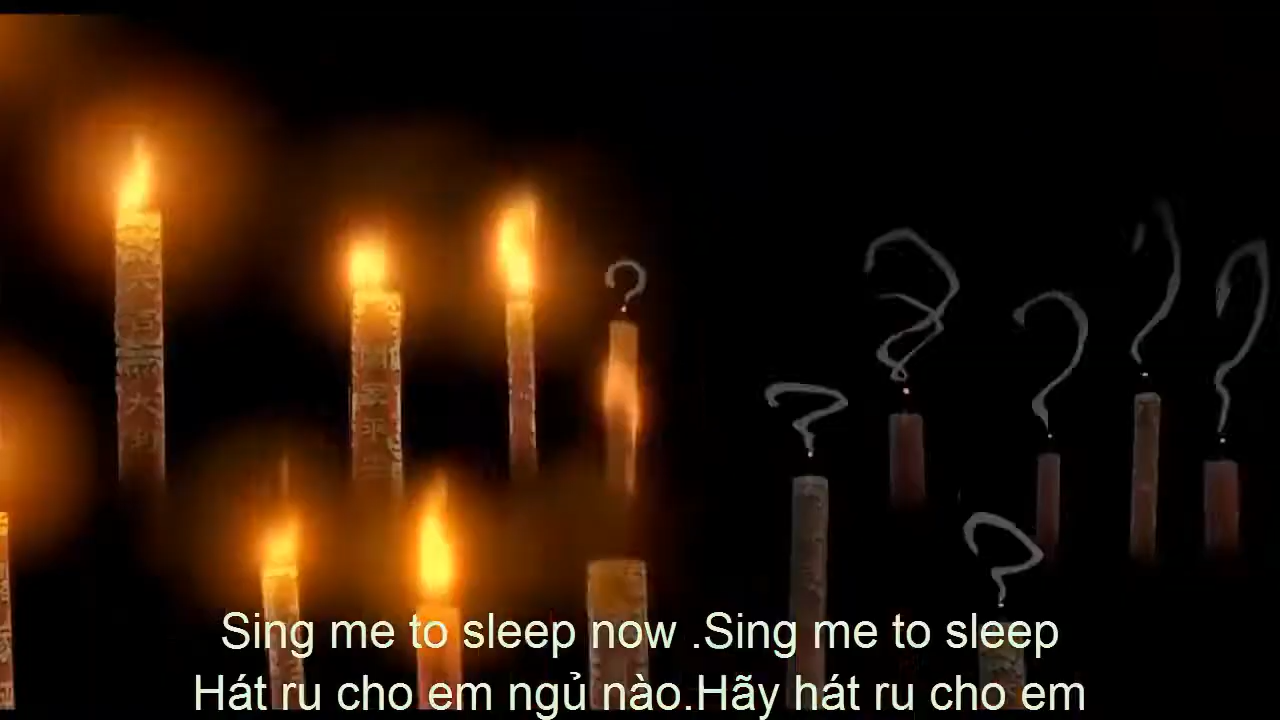 Sing me to sleep now .Sing me to sleep
Hát ru cho em ngủ nào.Hãy hát ru cho em